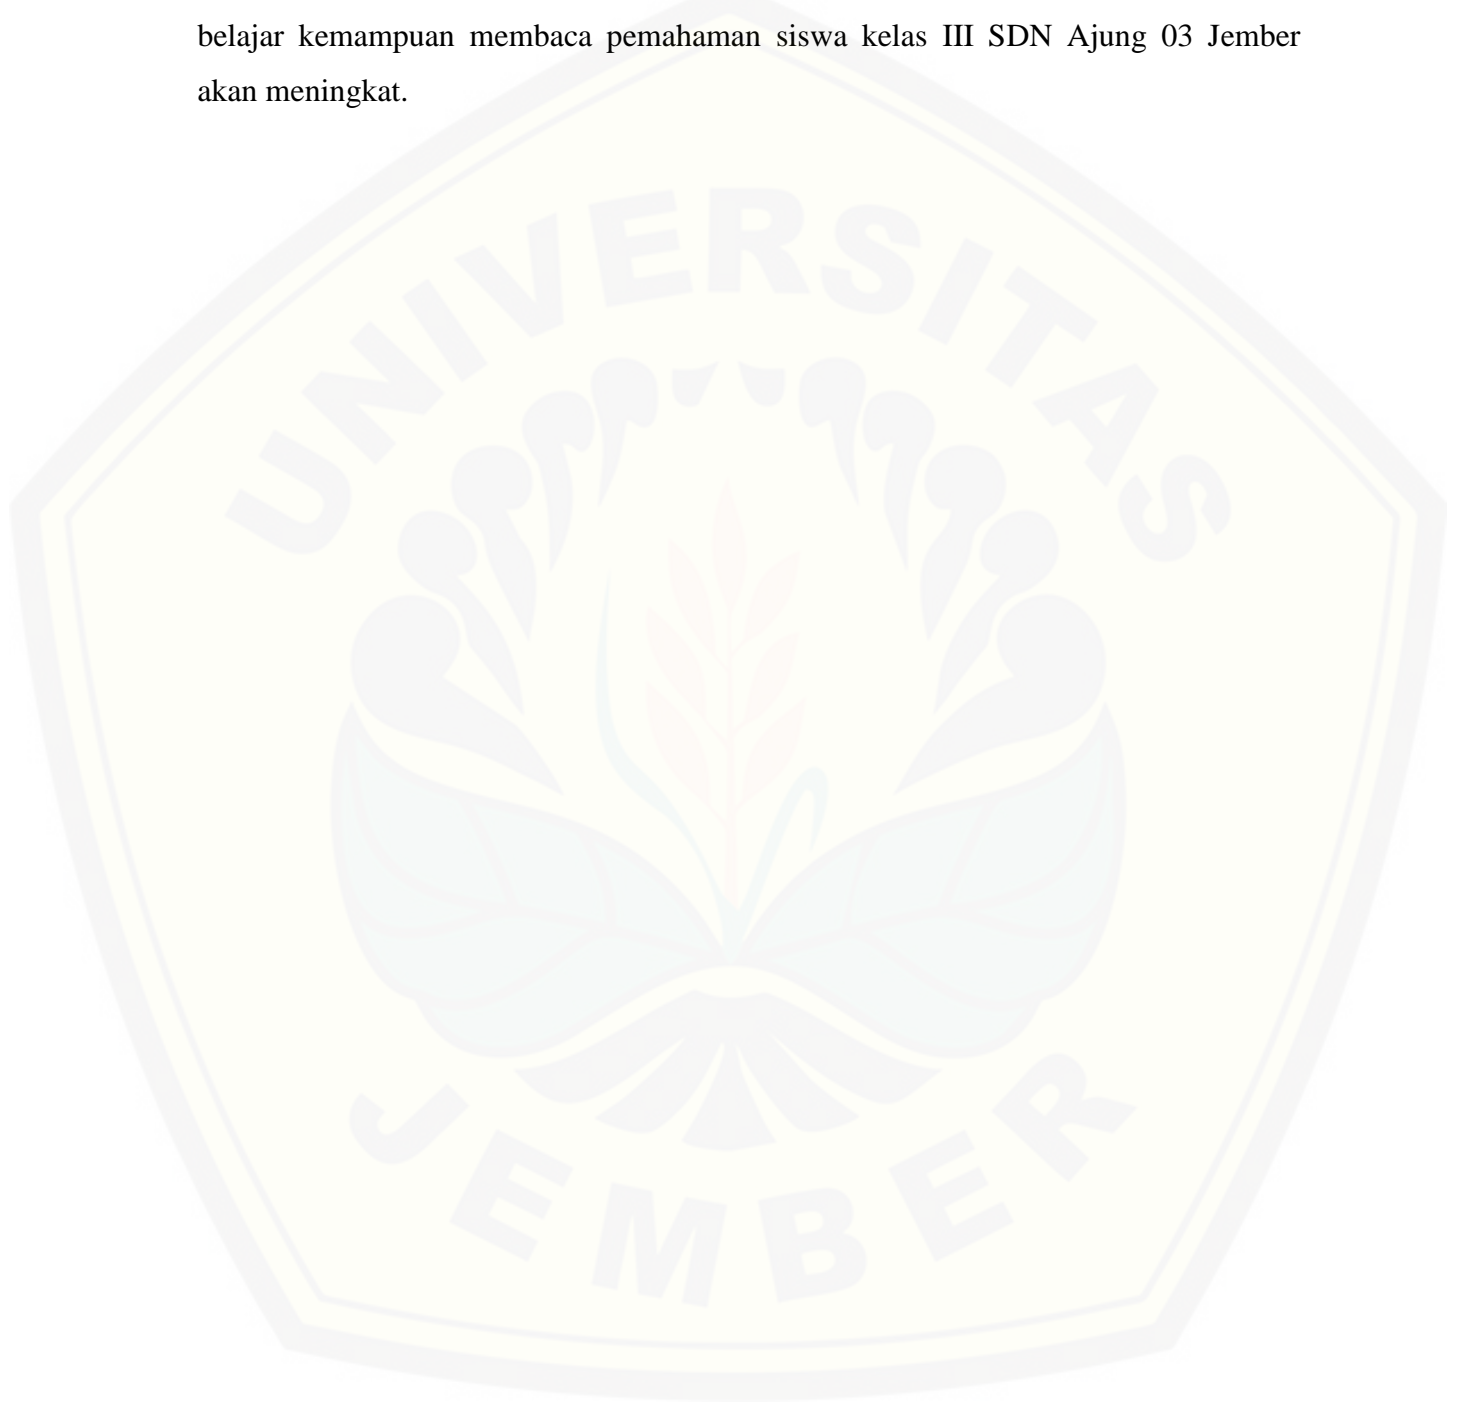 belajar kemampuan membaca pemahaman siswa kelas III SDN Ajung 03 Jember
akan meningkat.
UNIVERSITAS
JEMBER